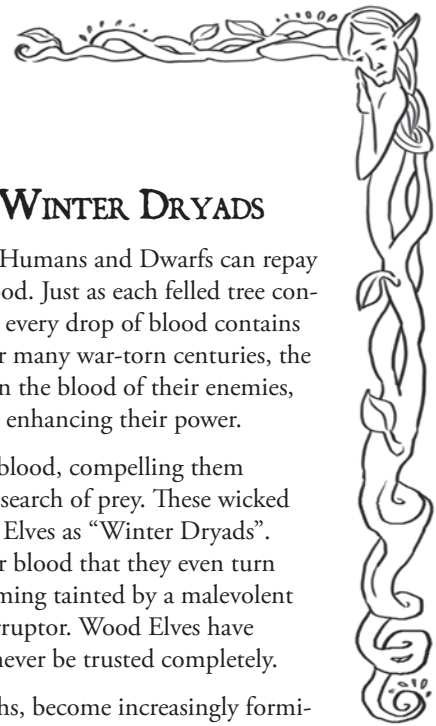 Winter Dryads
Humans and Dwarfs can repay
ood. Just as each felled tree con-
every drop of blood contains
r many war-torn centuries, the
n the blood of their enemies,
enhancing their power.
blood, compelling them
search of prey. These wicked
Elves as “Winter Dryads”.
r blood that they even turn
ming tainted by a malevolent
rruptor. Wood Elves have
never be trusted completely.
hs, become increasingly formi-